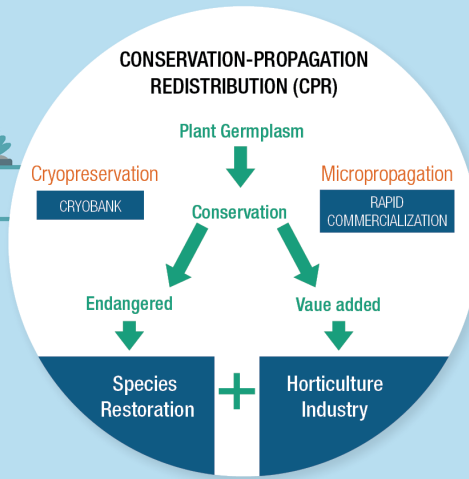 CONSERVATION-PROPAGATION
REDISTRIBUTION (CPR)
Plant Germplasm
Cryopreservation
CRYOBANK
Micropropagation
RAPID
COMMERCIALIZATION
Conservation
Endangered
Vaue added
Species
Restoration
+
Horticulture
Industry